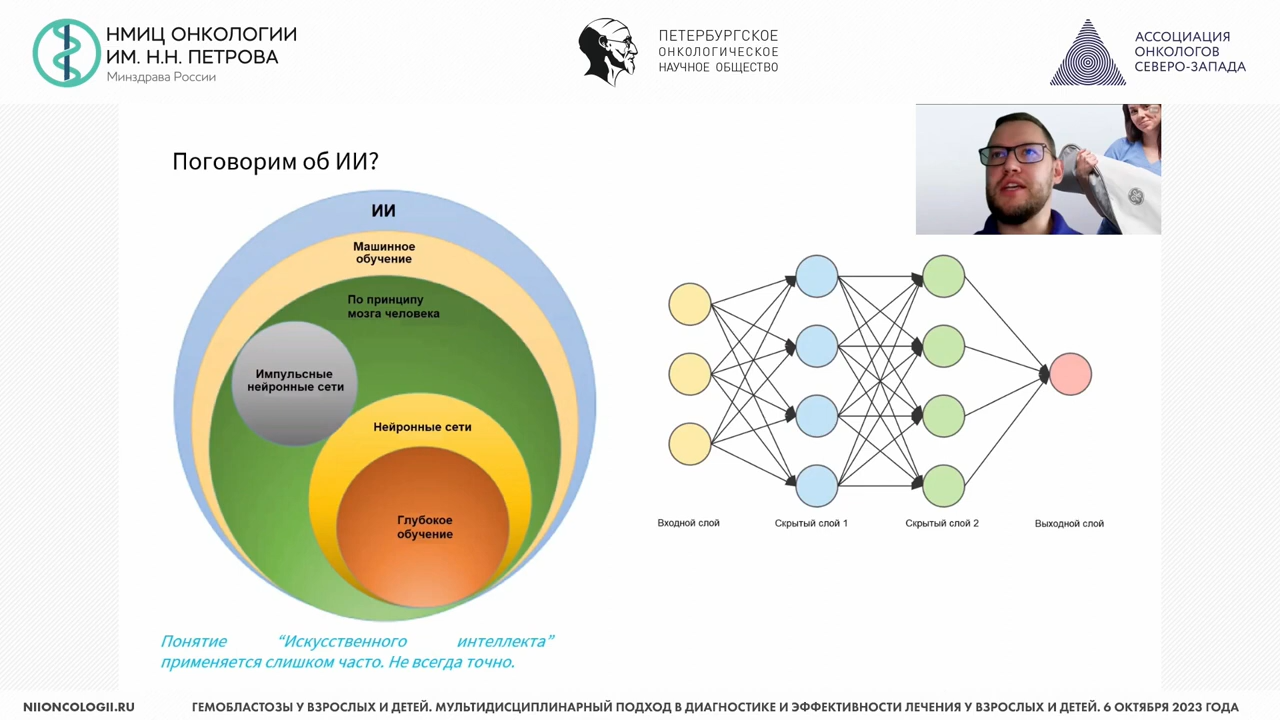 НМИЦ ОНКОЛОГИИ
ИМ. Н.Н. ПЕТРОВА
Минздрава России
ПЕТЕРБУРГСКОЕ
ОНКОЛОГИЧЕСКОЕ
НАУЧНОЕ ОБЩЕСТВО
АССОЦИАЦИЯ
ОНКОЛОГОВ
СЕВЕРО-ЗАПАДА
Поговорим об ИИ?
ИИ
Машинное
обучение
По принципу
мозга человека
Импульсные
нейронные сети
Нейронные сети
Глубокое
обучение
Входной слой
Скрытый слой 1
Скрытый слой 2
Выходной слой
Понятие “Искусственного интеллекта”
применяется слишком часто. Не всегда точно.
NIIONCOLOGII.RU
ГЕМОБЛАСТОЗЫ У ВЗРОСЛЫХ И ДЕТЕЙ. МУЛЬТИДИСЦИПЛИНАРНЫЙ ПОДХОД В ДИАГНОСТИКЕ И ЭФФЕКТИВНОСТИ ЛЕЧЕНИЯ У ВЗРОСЛЫХ И ДЕТЕЙ. 6 ОКТЯБРЯ 2023 ГОДА